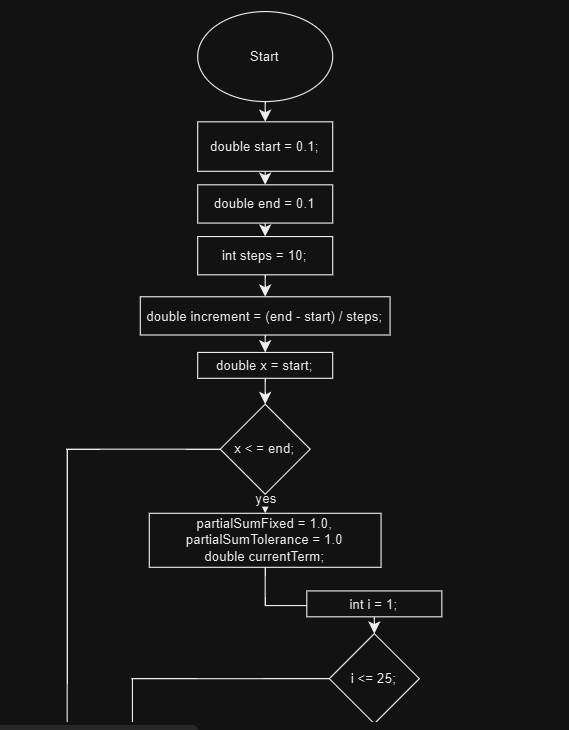 Start
double start = 0.1;
double end = 0.1
int steps = 10;
double increment = (end - start) / steps;
double x = start;
x < = end;
yes
partialSumFixed = 1.0,
partialSumTolerance = 1.0
double currentTerm;
int i = 1;
i <= 25;